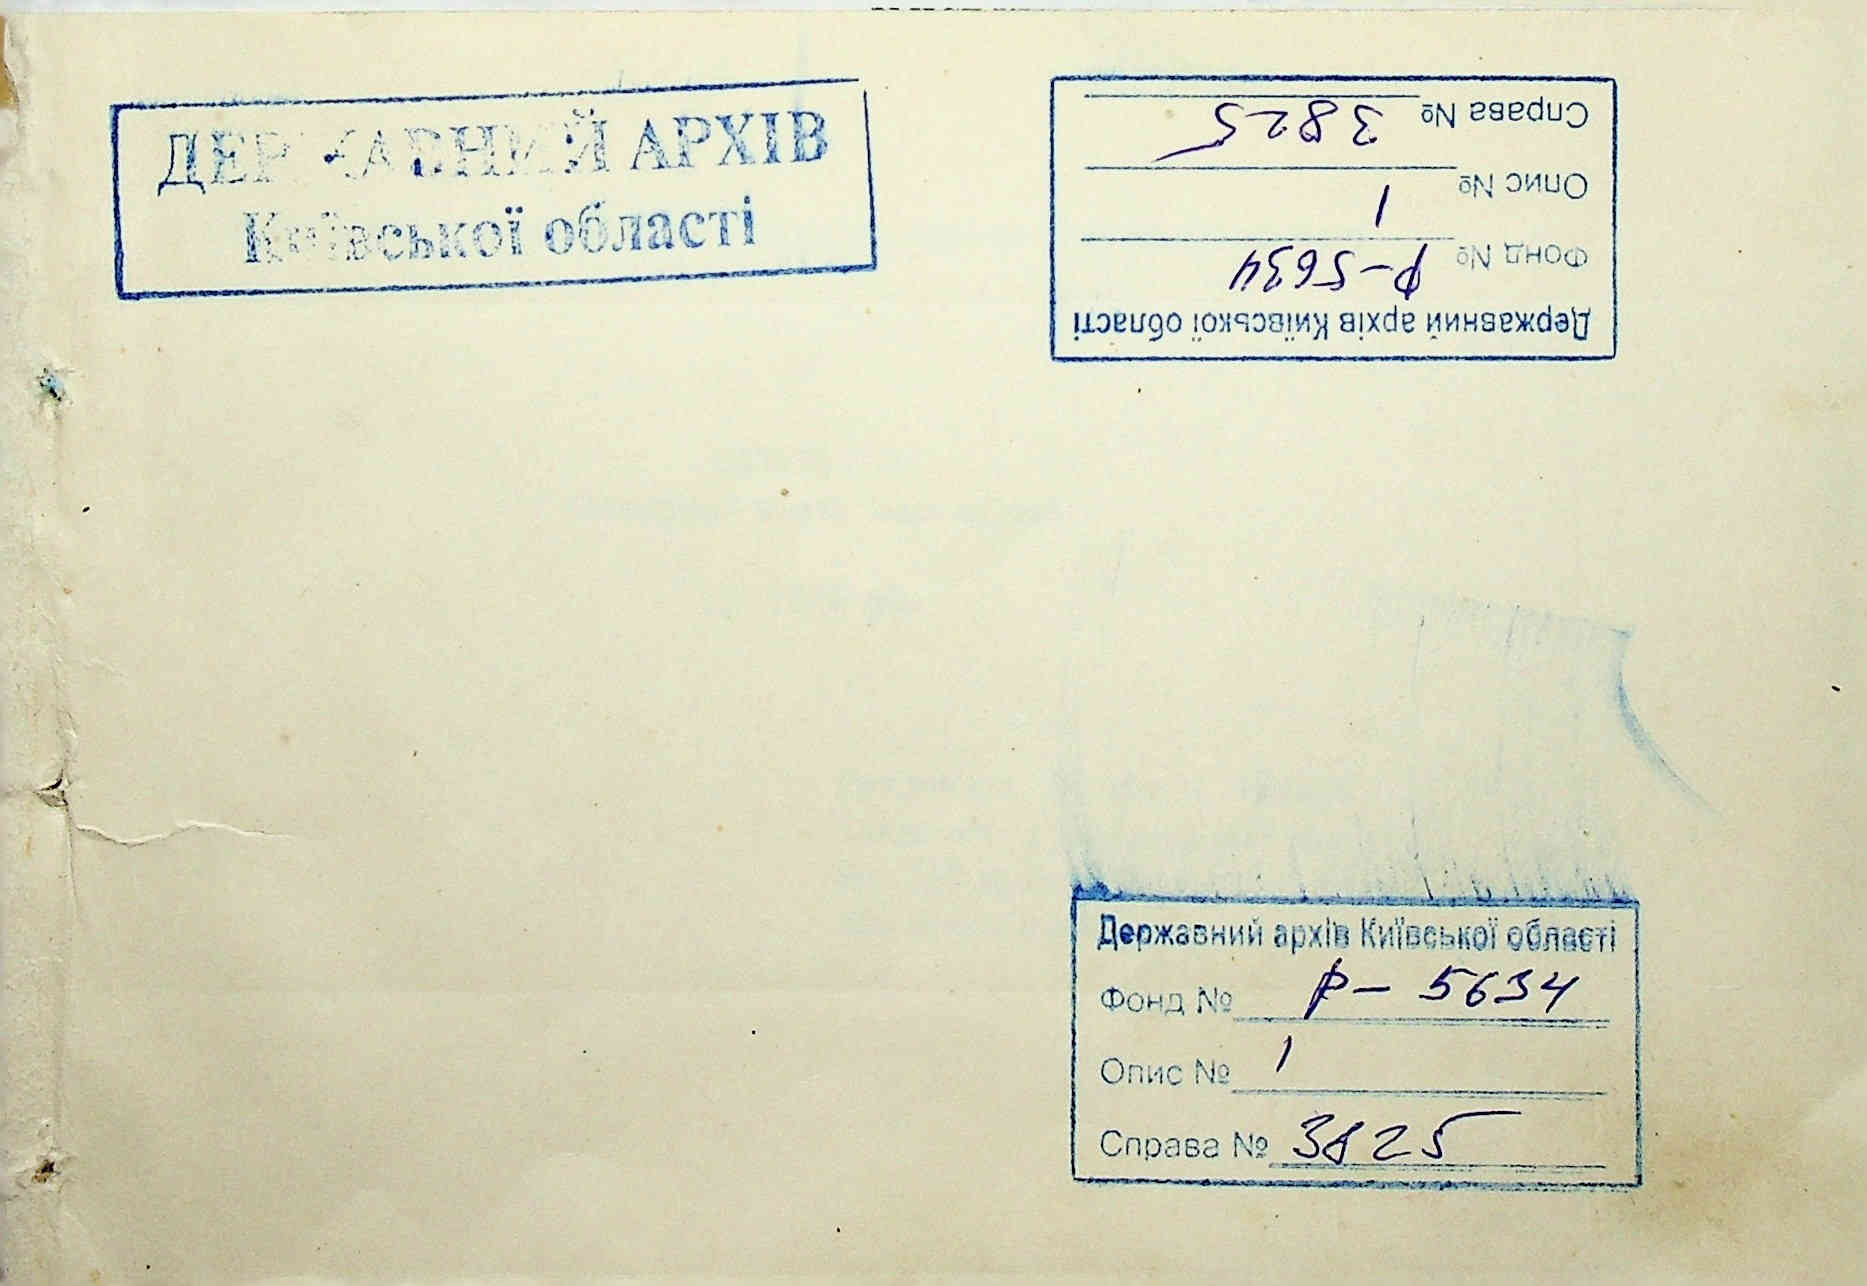 ДЕРЖАВНИЙ АРХІВ
Київської області
Державний архів Київської області
Фонд № Р-5634
Опис № 1
Справа № 3825
Державний архів Київської області
Фонд № Р- 5634
Опис № 1
Справа № 3825